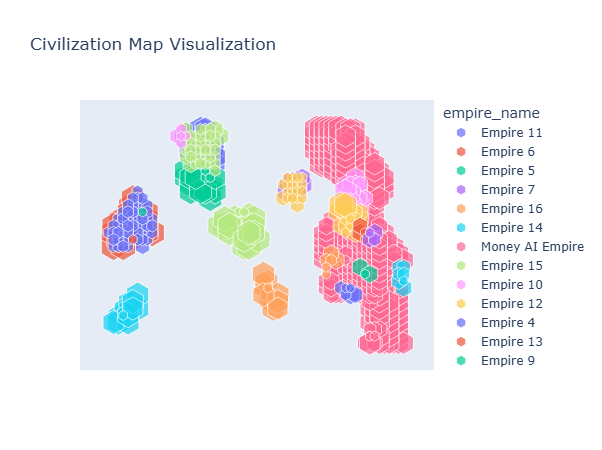 Civilization Map Visualization
empire_name
Empire 11
Empire 6
Empire 5
Empire 7
Empire 16
Empire 14
Money AI Empire
Empire 15
Empire 10
Empire 12
Empire 4
Empire 13
Empire 9